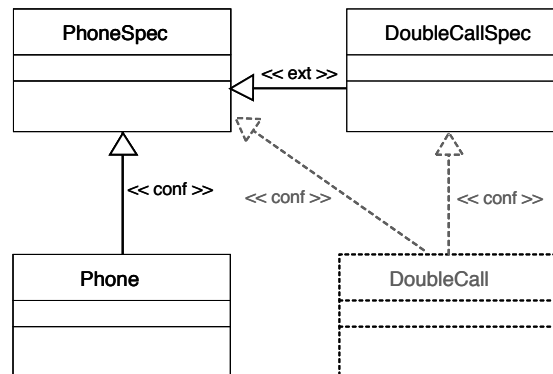 PhoneSpec
DoubleCallSpec
<< ext >>
<< conf >>
<< conf >>
<< conf >>
Phone
DoubleCall